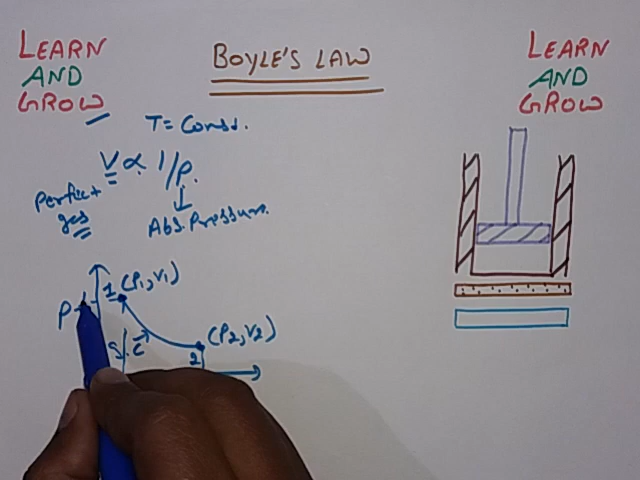 LEARN
AND
GROW
BOYLE'S LAW
LEARN
AND
GROW
T = Const.
V ∝ 1/P.
Perfect
gas
Abs. Pressure.
1 (P1, V1)
P
(P2, V2)
2